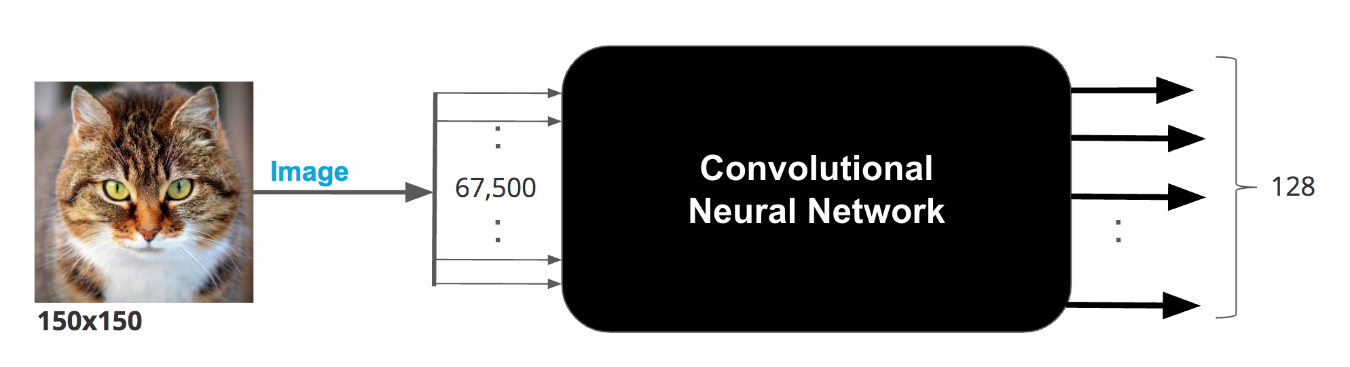 Image
67,500
150x150
Convolutional
Neural Network
128